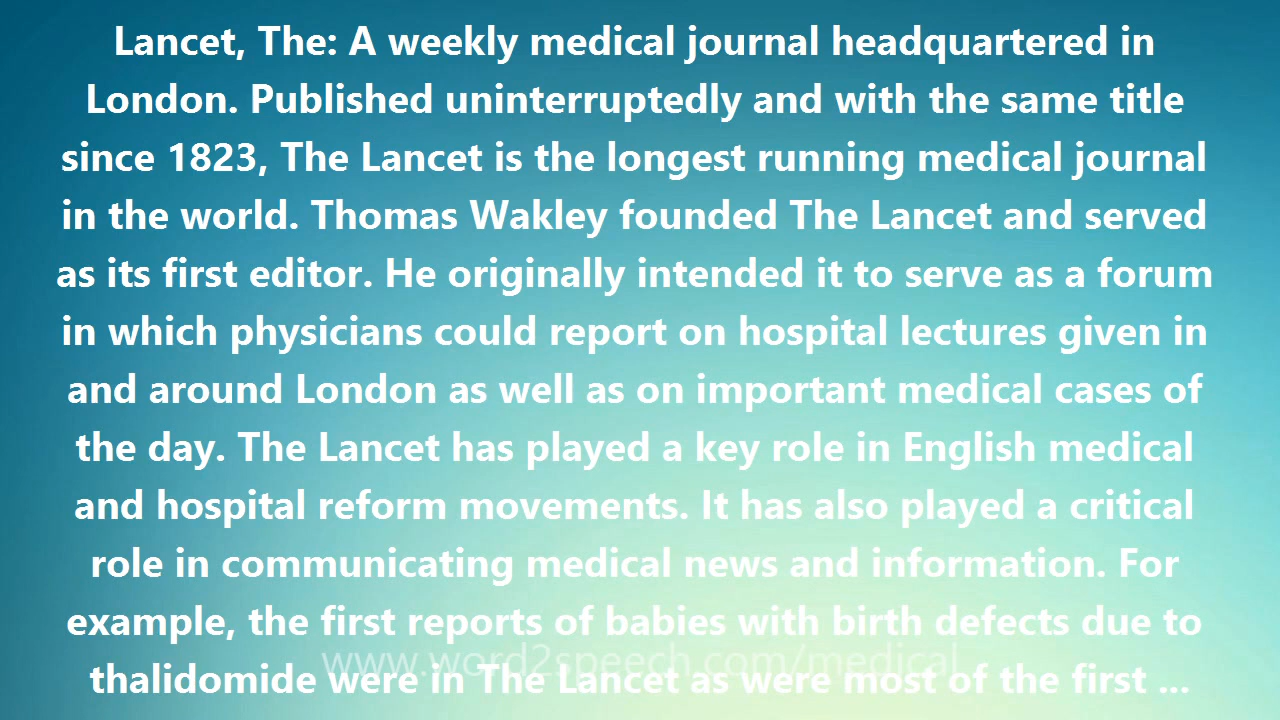 Lancet, The: A weekly medical journal headquartered in
London. Published uninterruptedly and with the same title
since 1823, The Lancet is the longest running medical journal
in the world. Thomas Wakley founded The Lancet and served
as its first editor. He originally intended it to serve as a forum
in which physicians could report on hospital lectures given in
and around London as well as on important medical cases of
the day. The Lancet has played a key role in English medical
and hospital reform movements. It has also played a critical
role in communicating medical news and information. For
example, the first reports of babies with birth defects due to
www.word2speech.com/medical
thalidomide were in The Lancet as were most of the first ...